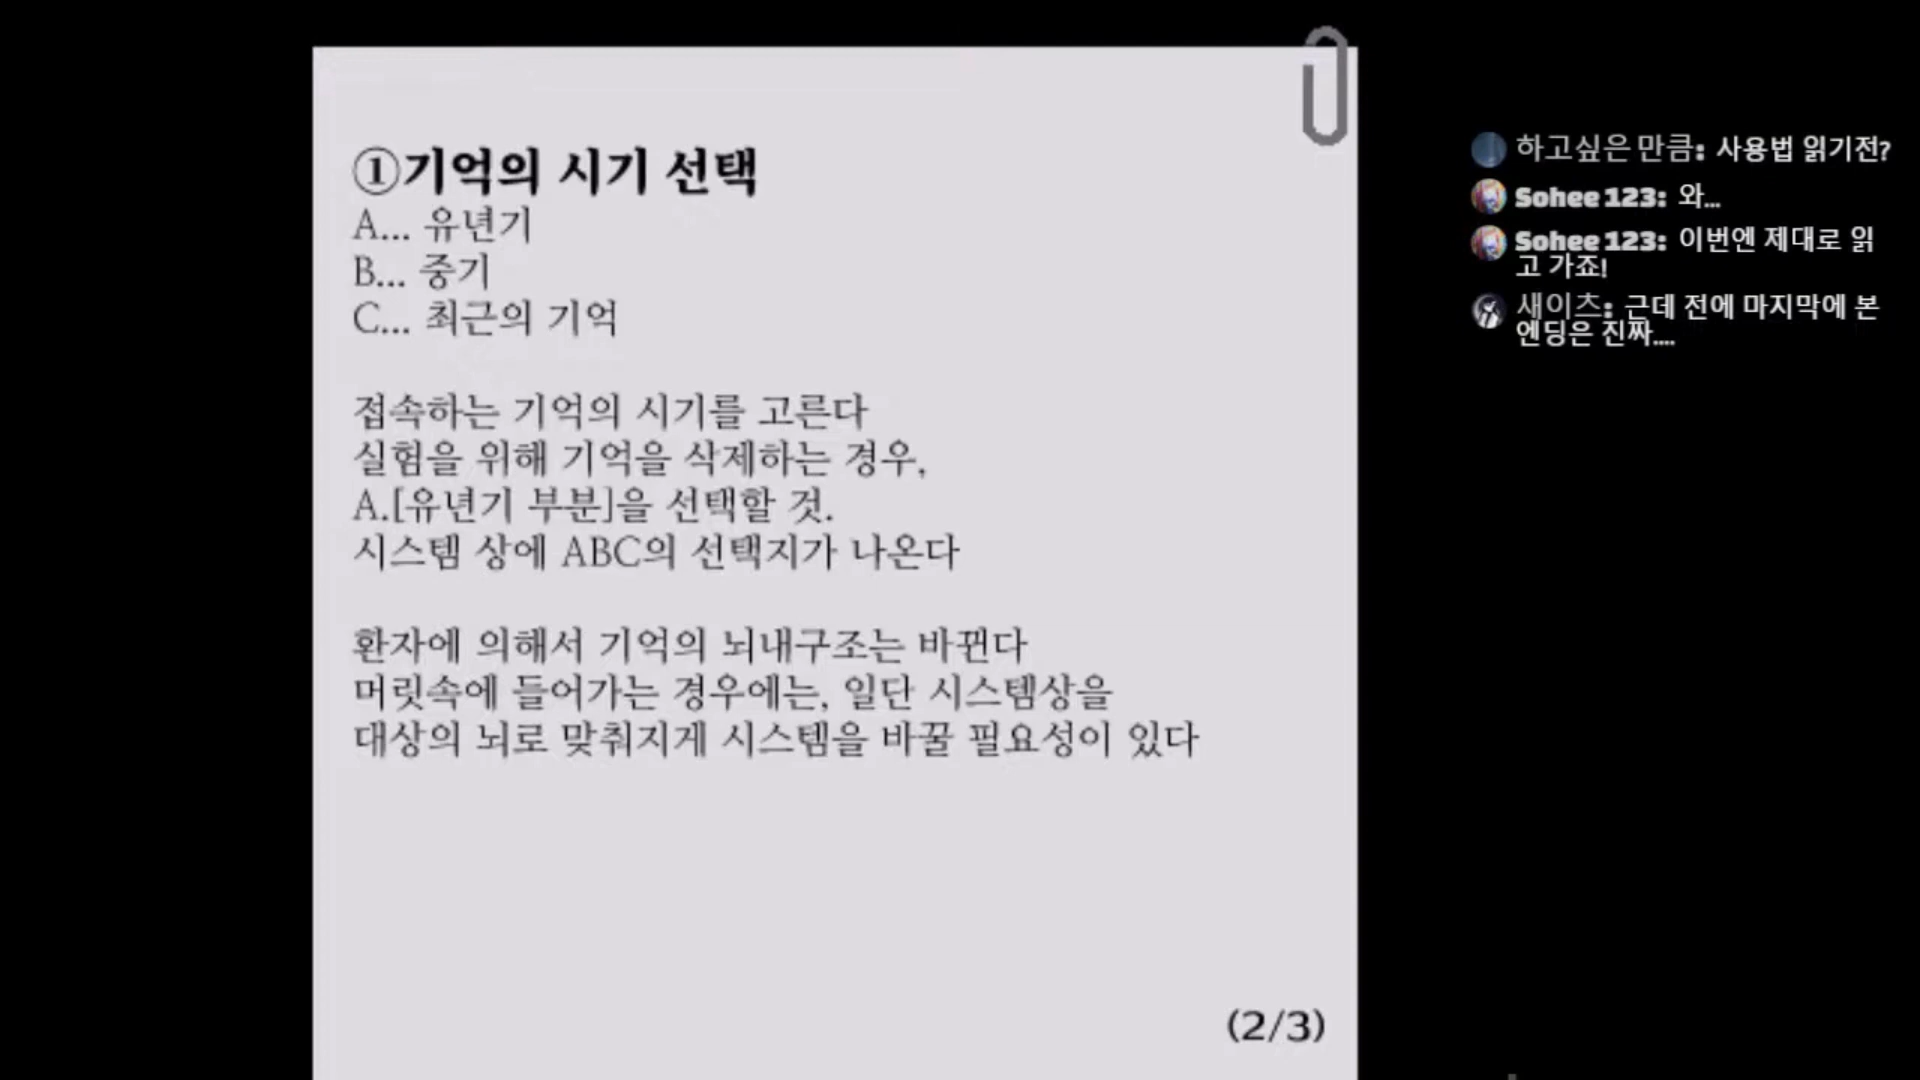 ①기억의 시기 선택
A... 유년기
B... 중기
C... 최근의 기억
접속하는 기억의 시기를 고른다
실험을 위해 기억을 삭제하는 경우,
A.[유년기 부분]을 선택할 것.
시스템 상에 ABC의 선택지가 나온다
환자에 의해서 기억의 뇌내구조는 바뀐다
머릿속에 들어가는 경우에는, 일단 시스템상을
대상의 뇌로 맞춰지게 시스템을 바꿀 필요성이 있다
(2/3)
하고싶은 만큼: 사용법 읽기전?
Sohee 123: 와...
Sohee 123: 이번엔 제대로 읽
고 가죠!
새이츠: 근데 전에 마지막에 본
엔딩은 진짜....